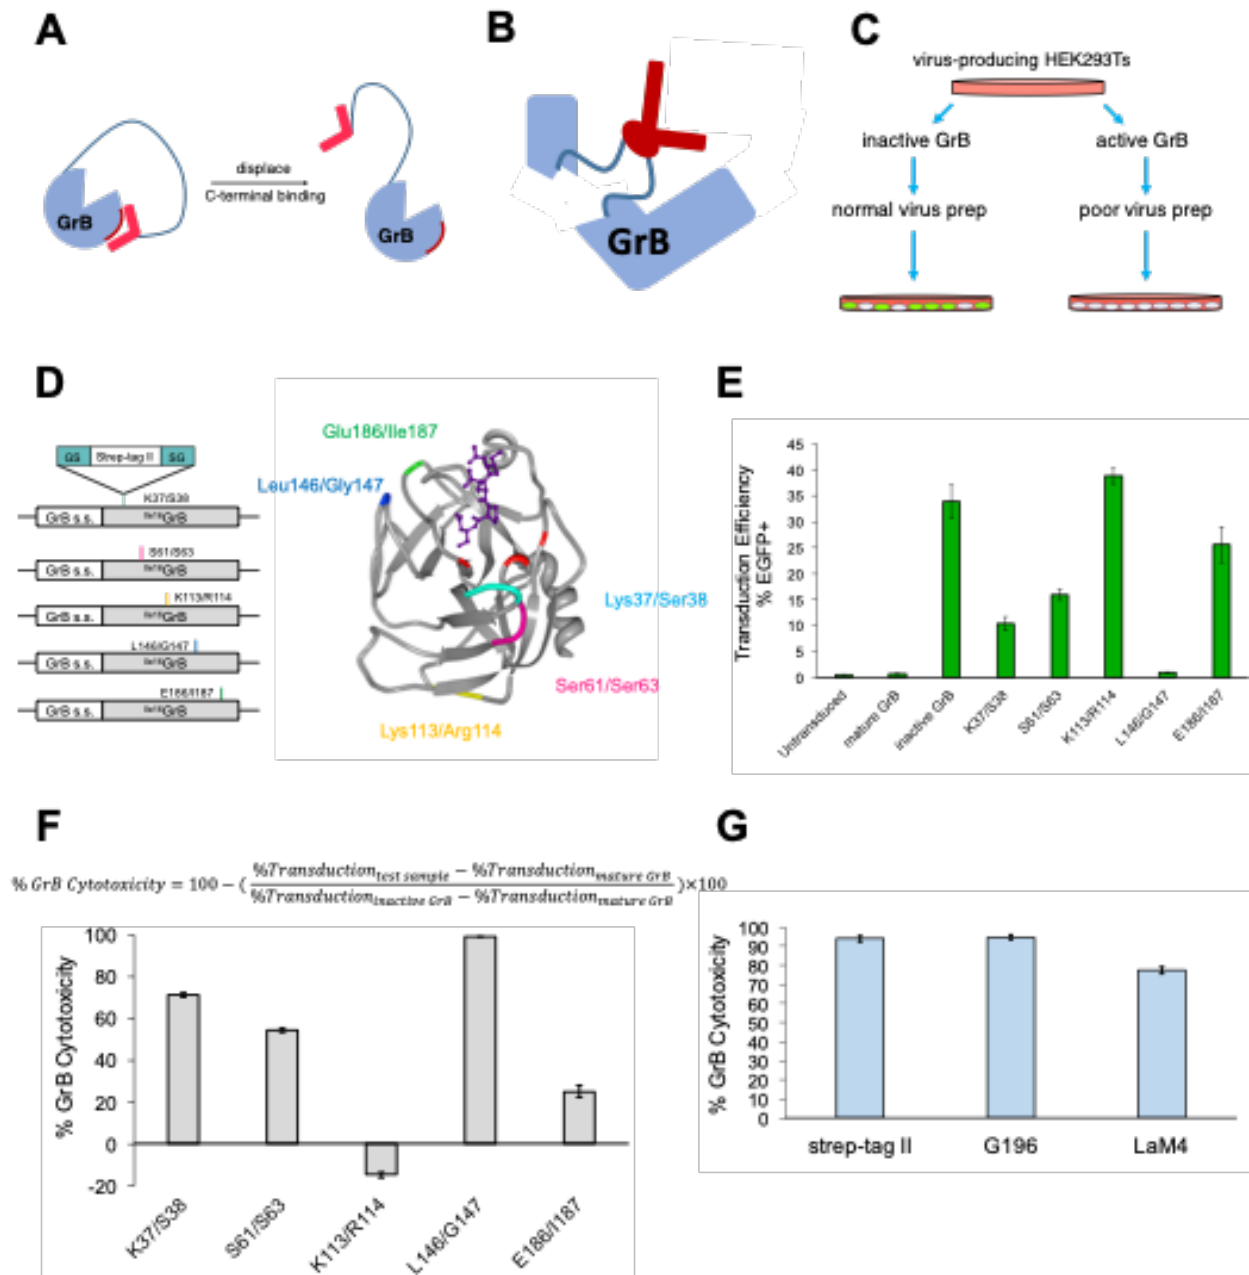 A
displace
C-terminal binding
GrB
GrB
B
GrB
C
virus-producing HEK293Ts
inactive GrB
active GrB
normal virus prep
poor virus prep
D
GS Strep-tag II SG
K37/S38
GrB s.s.
GrB
S61/S63
GrB s.s.
GrB
K113/R114
GrB s.s.
GrB
L146/G147
GrB s.s.
GrB
E186/I187
GrB s.s.
GrB
Glu186/Ile187
Leu146/Gly147
Lys37/Ser38
Ser61/Ser63
Lys113/Arg114
E
Transduction Efficiency
% EGFP+
45
40
35
30
25
20
15
10
5
0
Untransduced
mature GrB
inactive GrB
K37/S38
S61/S63
K113/R114
L146/G147
E186/I187
F
% GrB Cytotoxicity = 100 − (%Transduction test sample − %Transduction mature GrB
%Transduction inactive GrB − %Transduction mature GrB)×100
% GrB Cytotoxicity
100
80
60
40
20
0
-20
K37/S38
S61/S63
K113/R114
L146/G147
E186/I187
G
% GrB Cytotoxicity
100
90
80
70
60
50
40
30
20
10
0
strep-tag II
G196
LaM4